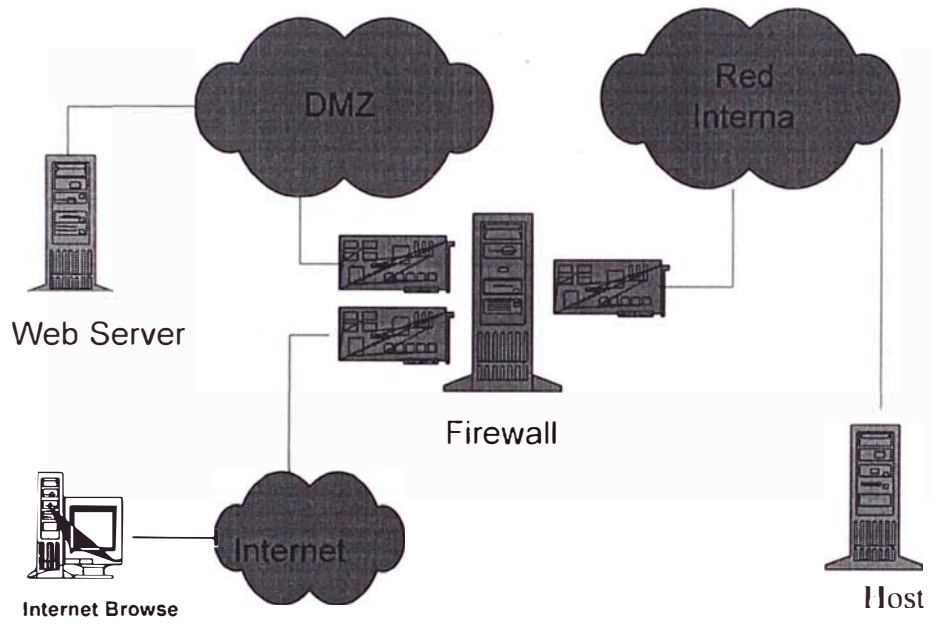 DMZ
Red
Interna
Web Server
Firewall
Internet
Internet Browse
Host